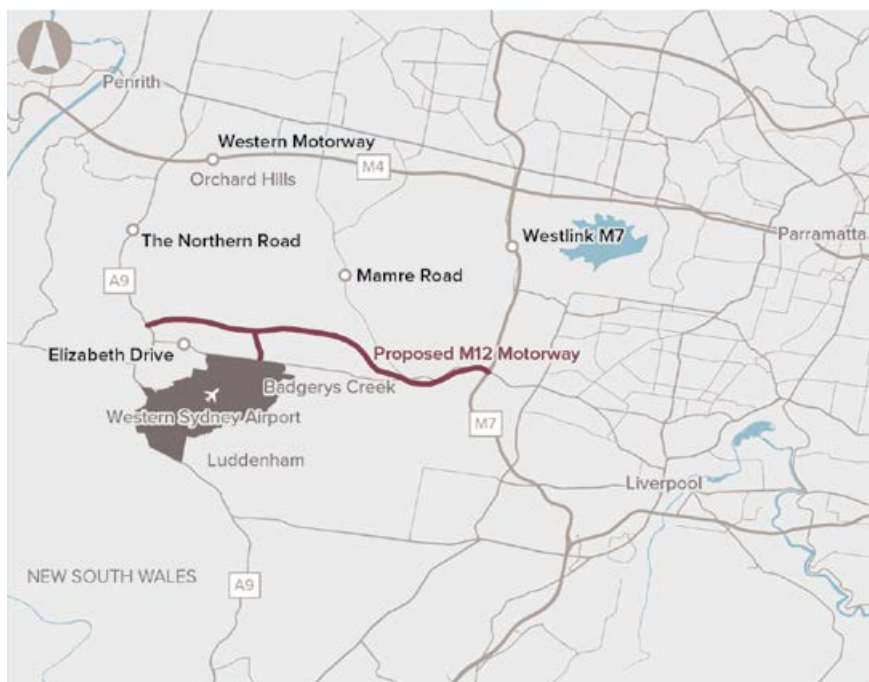 Penrith
Western Motorway
M4
Orchard Hills
The Northern Road
Westlink M7
Parramatta
A9
Mamre Road
Elizabeth Drive
Proposed M12 Motorway
Badgerys Creek
Western Sydney Airport
M7
Luddenham
Liverpool
NEW SOUTH WALES
A9